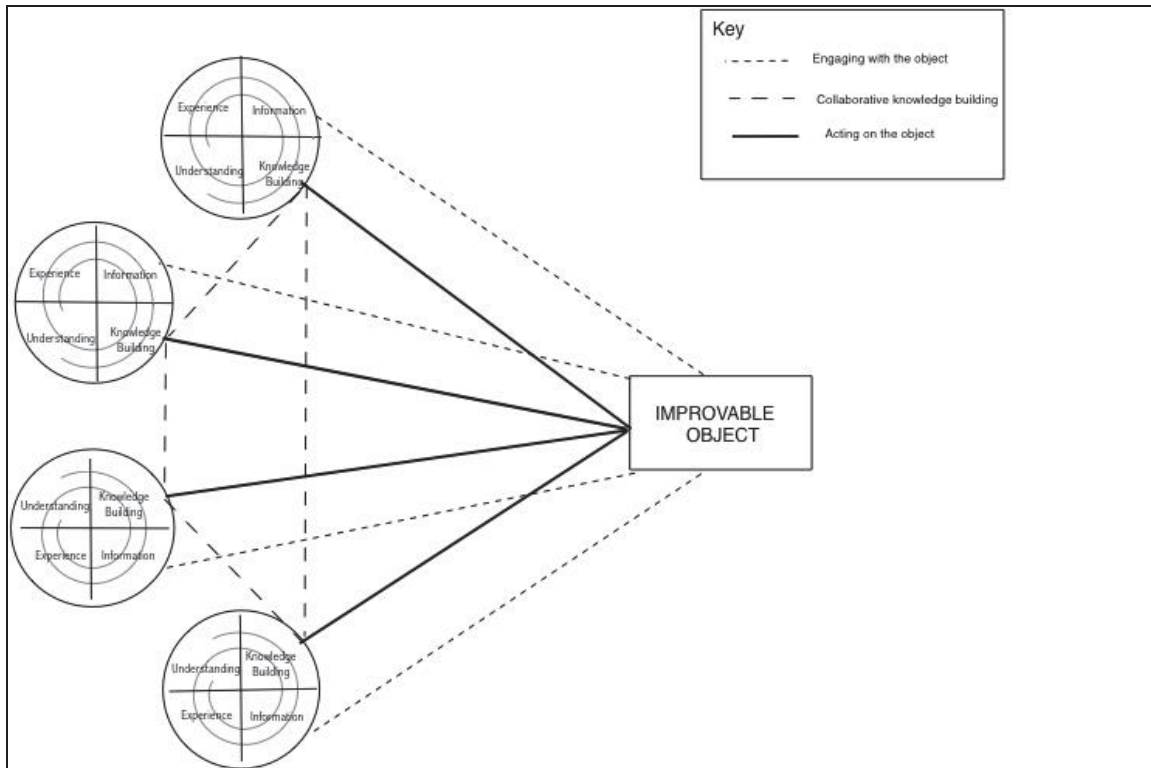 Key
Engaging with the object
Collaborative knowledge building
Acting on the object
Experience
Information
Understanding
Knowledge
Building
Experience
Information
Understanding
Knowledge
Building
IMPROVABLE
OBJECT
Understanding
Knowledge
Building
Experience
Information
Understanding
Knowledge
Building
Experience
Information